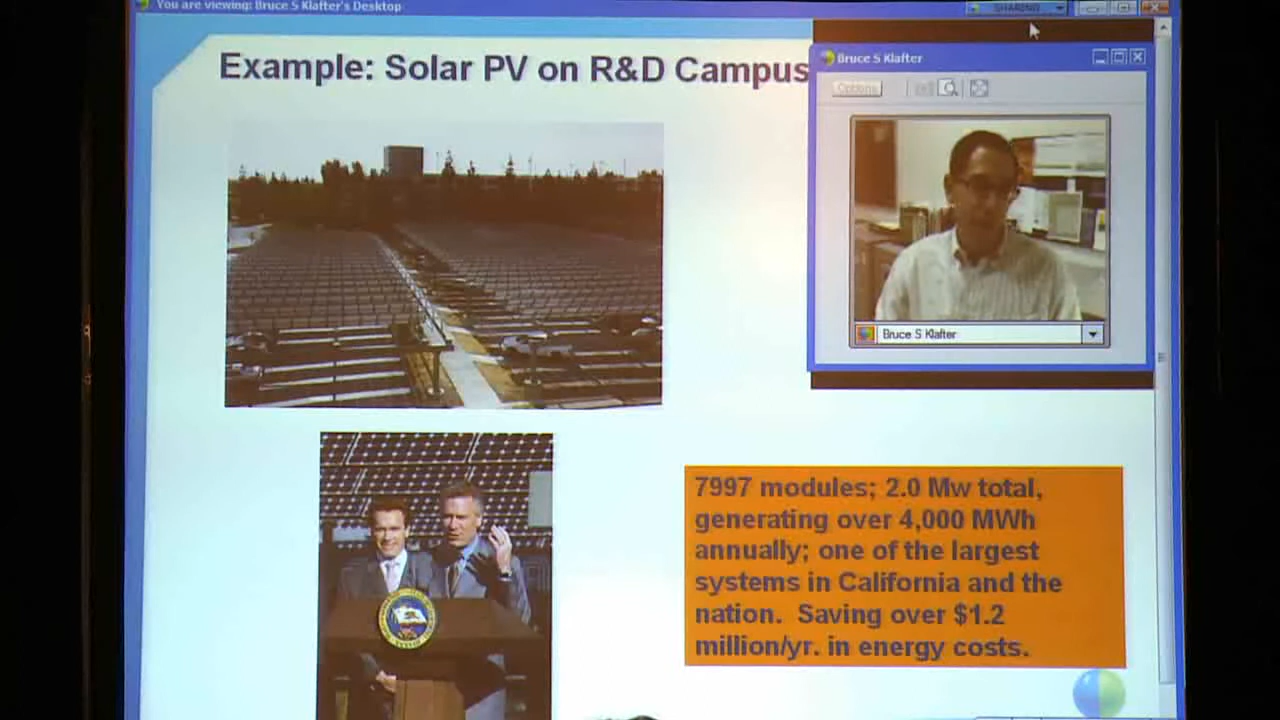 You are viewing: Bruce S Klafter's Desktop
SHARING
Example: Solar PV on R&D Campus
Bruce S Klafter
Options
Bruce S Klafter
7997 modules; 2.0 Mw total,
generating over 4,000 MWh
annually; one of the largest
systems in California and the
nation. Saving over $1.2
million/yr. in energy costs.